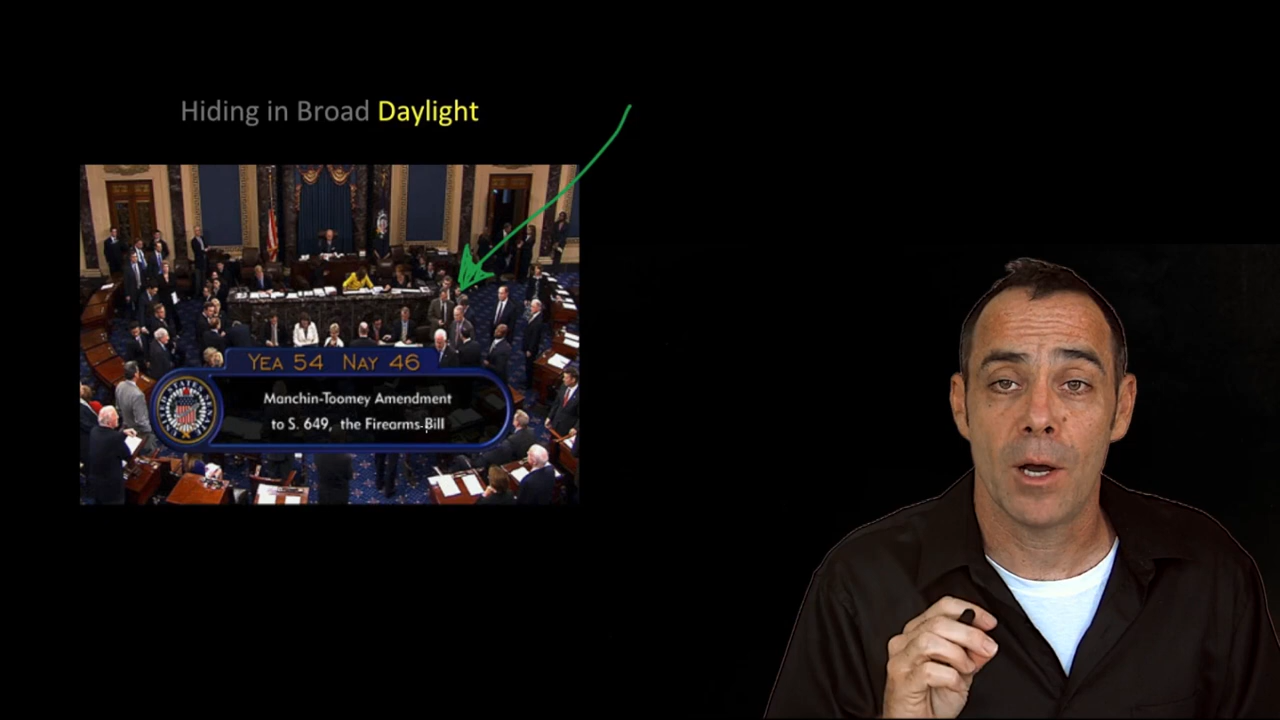 Hiding in Broad Daylight
YEA 54 NAY 46
Manchin-Toomey Amendment
to S. 649, the Firearms Bill